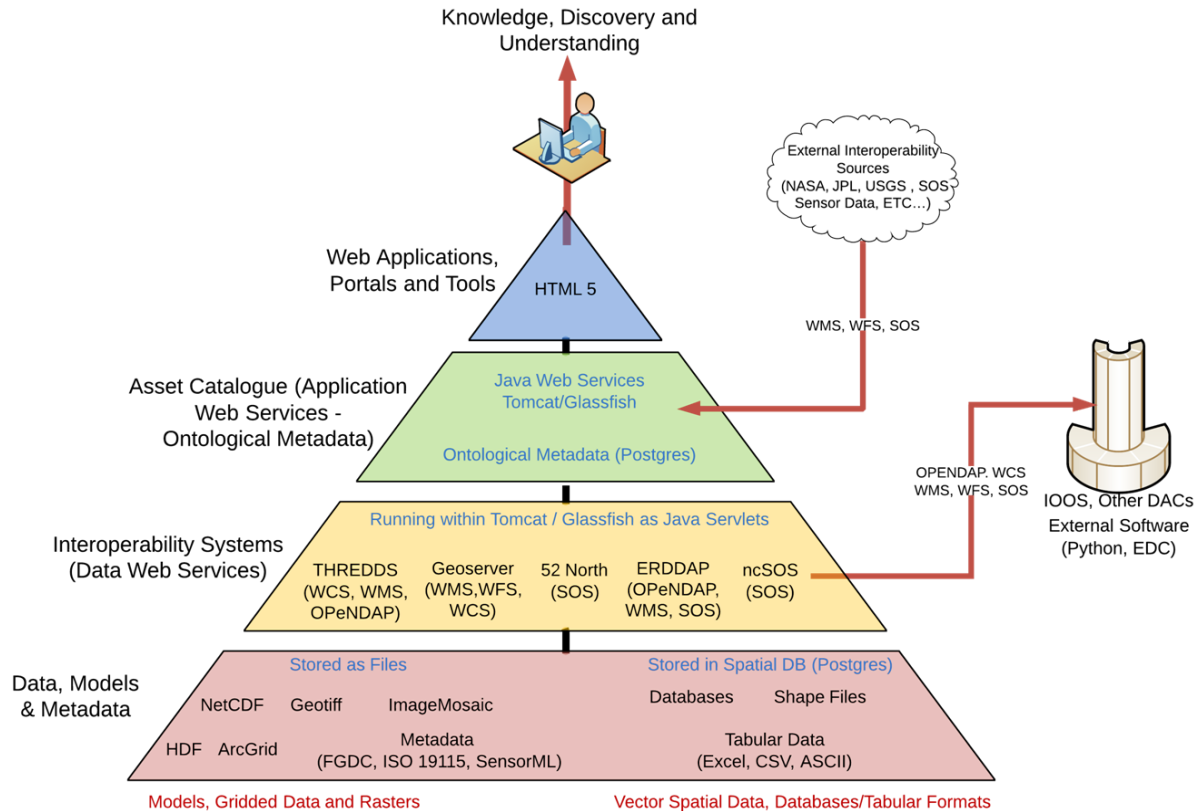 Knowledge, Discovery and
Understanding
External Interoperability
Sources
(NASA, JPL, USGS , SOS
Sensor Data, ETC…)
Web Applications,
Portals and Tools
HTML 5
WMS, WFS, SOS
Asset Catalogue (Application
Web Services -
Ontological Metadata)
Java Web Services
Tomcat/Glassfish
Ontological Metadata (Postgres)
OPENDAP. WCS
WMS, WFS, SOS
IOOS, Other DACs
External Software
(Python, EDC)
Interoperability Systems
(Data Web Services)
Running within Tomcat / Glassfish as Java Servlets
THREDDS
(WCS, WMS,
OPeNDAP)
Geoserver
(WMS,WFS,
WCS)
52 North
(SOS)
ERDDAP
(OPeNDAP,
WMS, SOS)
ncSOS
(SOS)
Data, Models
& Metadata
Stored as Files
NetCDF
Geotiff
ImageMosaic
HDF
ArcGrid
Metadata
(FGDC, ISO 19115, SensorML)
Stored in Spatial DB (Postgres)
Databases
Shape Files
Tabular Data
(Excel, CSV, ASCII)
Models, Gridded Data and Rasters
Vector Spatial Data, Databases/Tabular Formats